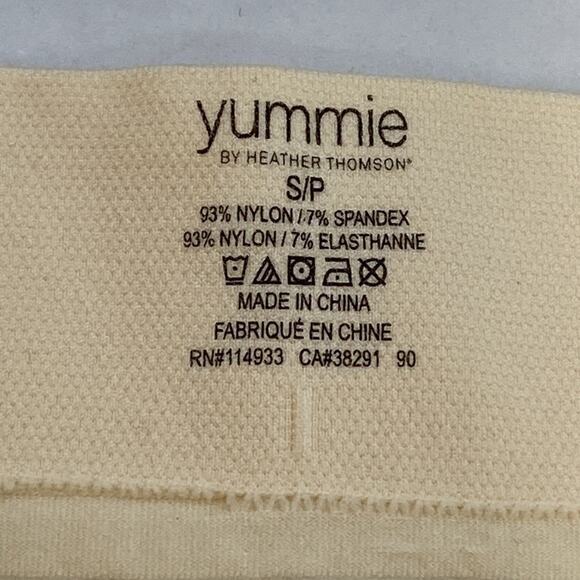 yummie
BY HEATHER THOMSON®
S/P
93% NYLON / 7% SPANDEX
93% NYLON / 7% ELASTHANNE
MADE IN CHINA
FABRIQUÉ EN CHINE
RN#114933 CA#38291 90